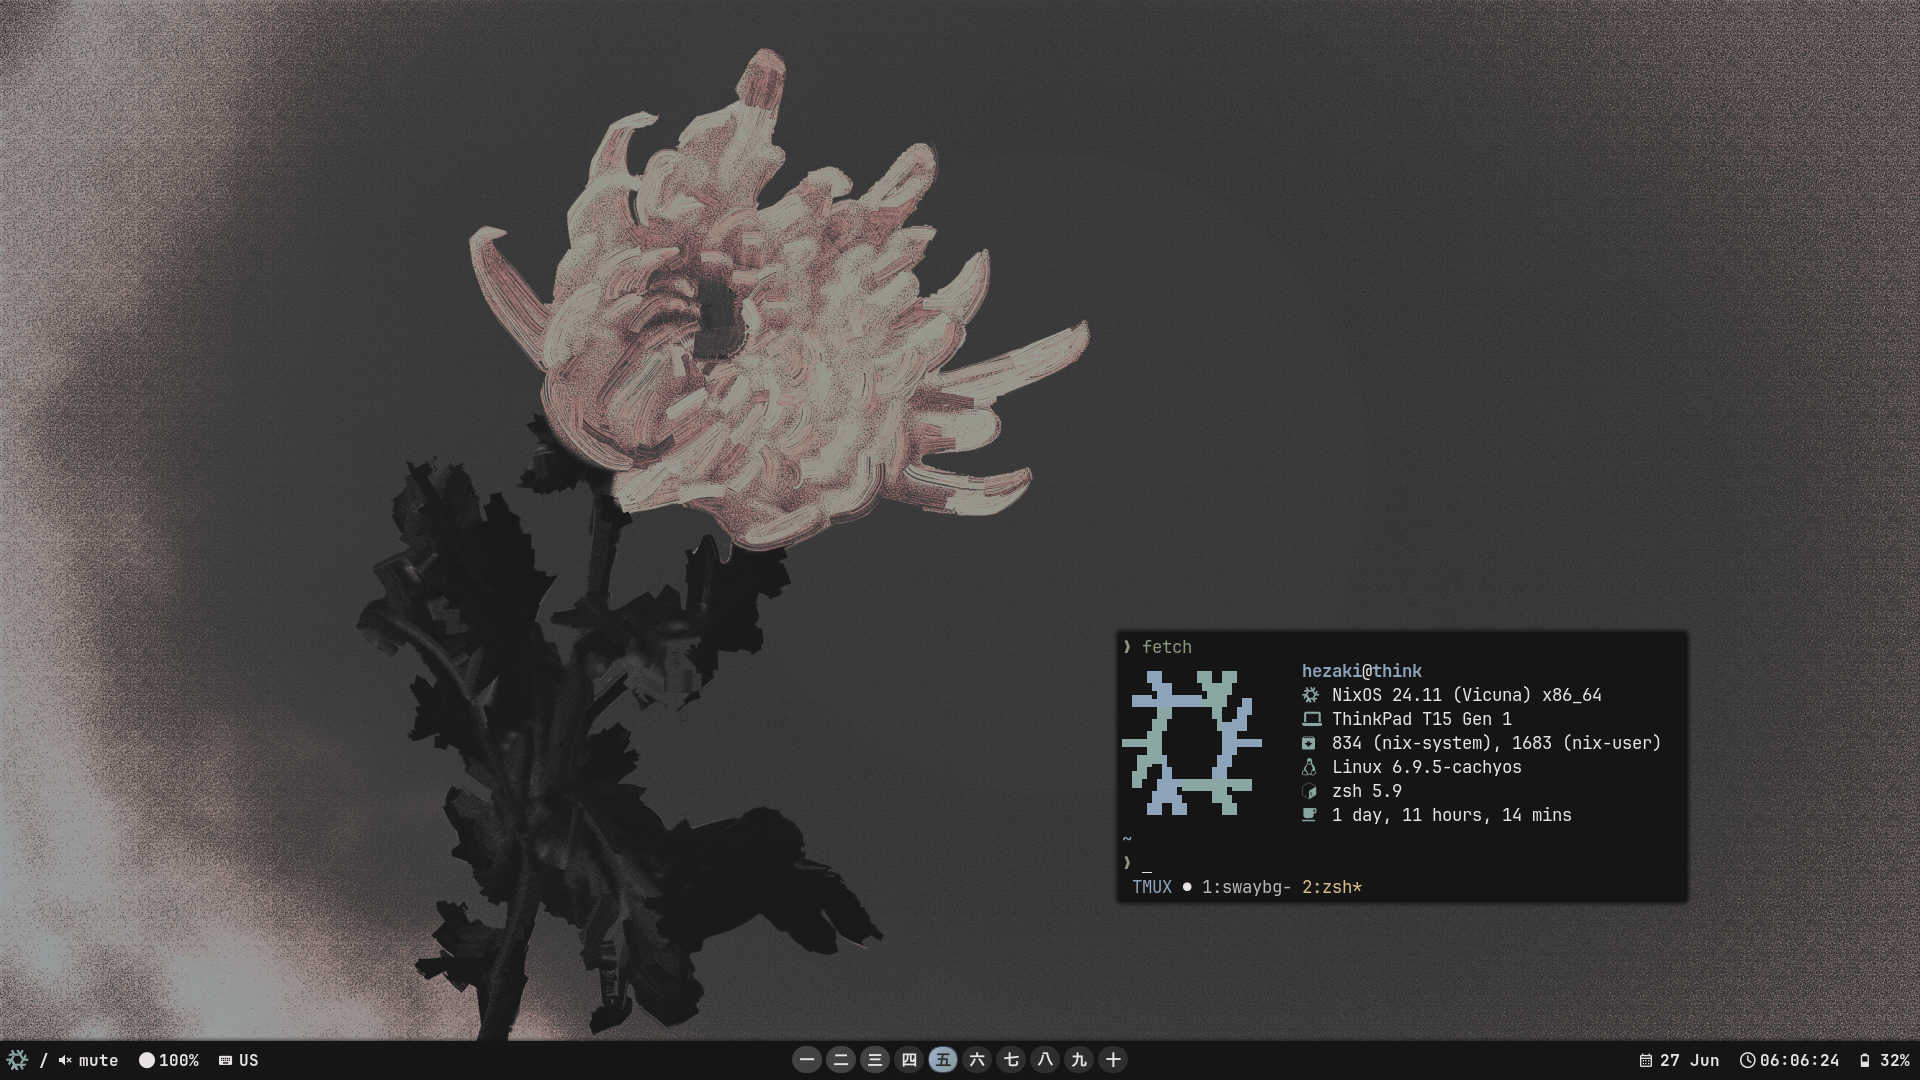 ❫ fetch
hezaki@think
NixOS 24.11 (Vicuna) x86_64
ThinkPad T15 Gen 1
834 (nix-system), 1683 (nix-user)
Linux 6.9.5-cachyos
zsh 5.9
1 day, 11 hours, 14 mins
~
❫ _
TMUX ● 1:swaybg- 2:zsh*
/ mute 100% US 一 二 三 四 五 六 七 八 九 十 27 Jun 06:06:24 32%